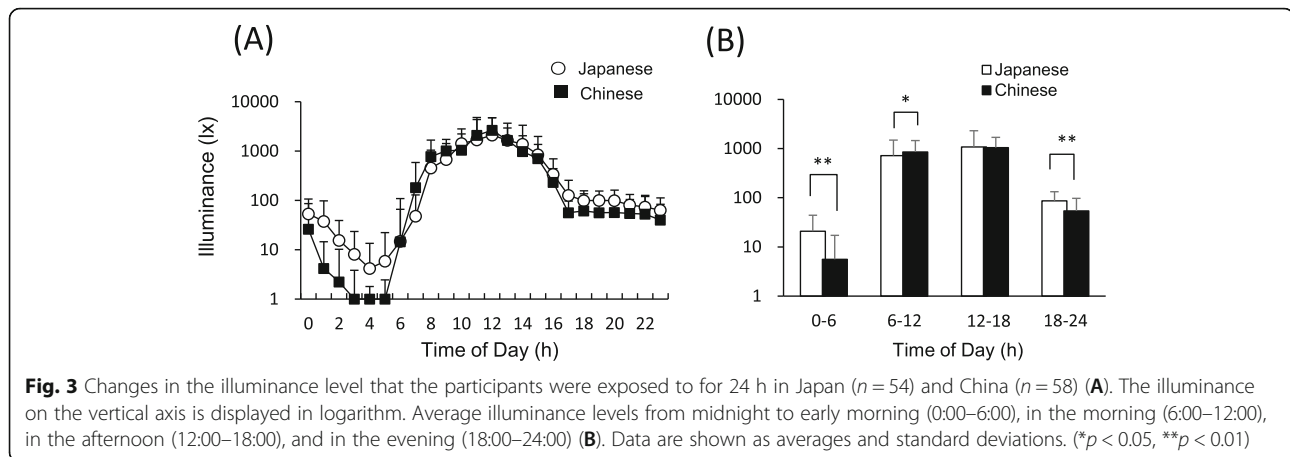 (A)
Japanese
Chinese
10000
1000
100
10
1
Illuminance (lx)
0 2 4 6 8 10 12 14 16 18 20 22
Time of Day (h)
(B)
Japanese
Chinese
10000
1000
100
10
1
**
*
**
0-6 6-12 12-18 18-24
Time of Day (h)
Fig. 3 Changes in the illuminance level that the participants were exposed to for 24 h in Japan (n = 54) and China (n = 58) (A). The illuminance
on the vertical axis is displayed in logarithm. Average illuminance levels from midnight to early morning (0:00–6:00), in the morning (6:00–12:00),
in the afternoon (12:00–18:00), and in the evening (18:00–24:00) (B). Data are shown as averages and standard deviations. (*p < 0.05, **p < 0.01)